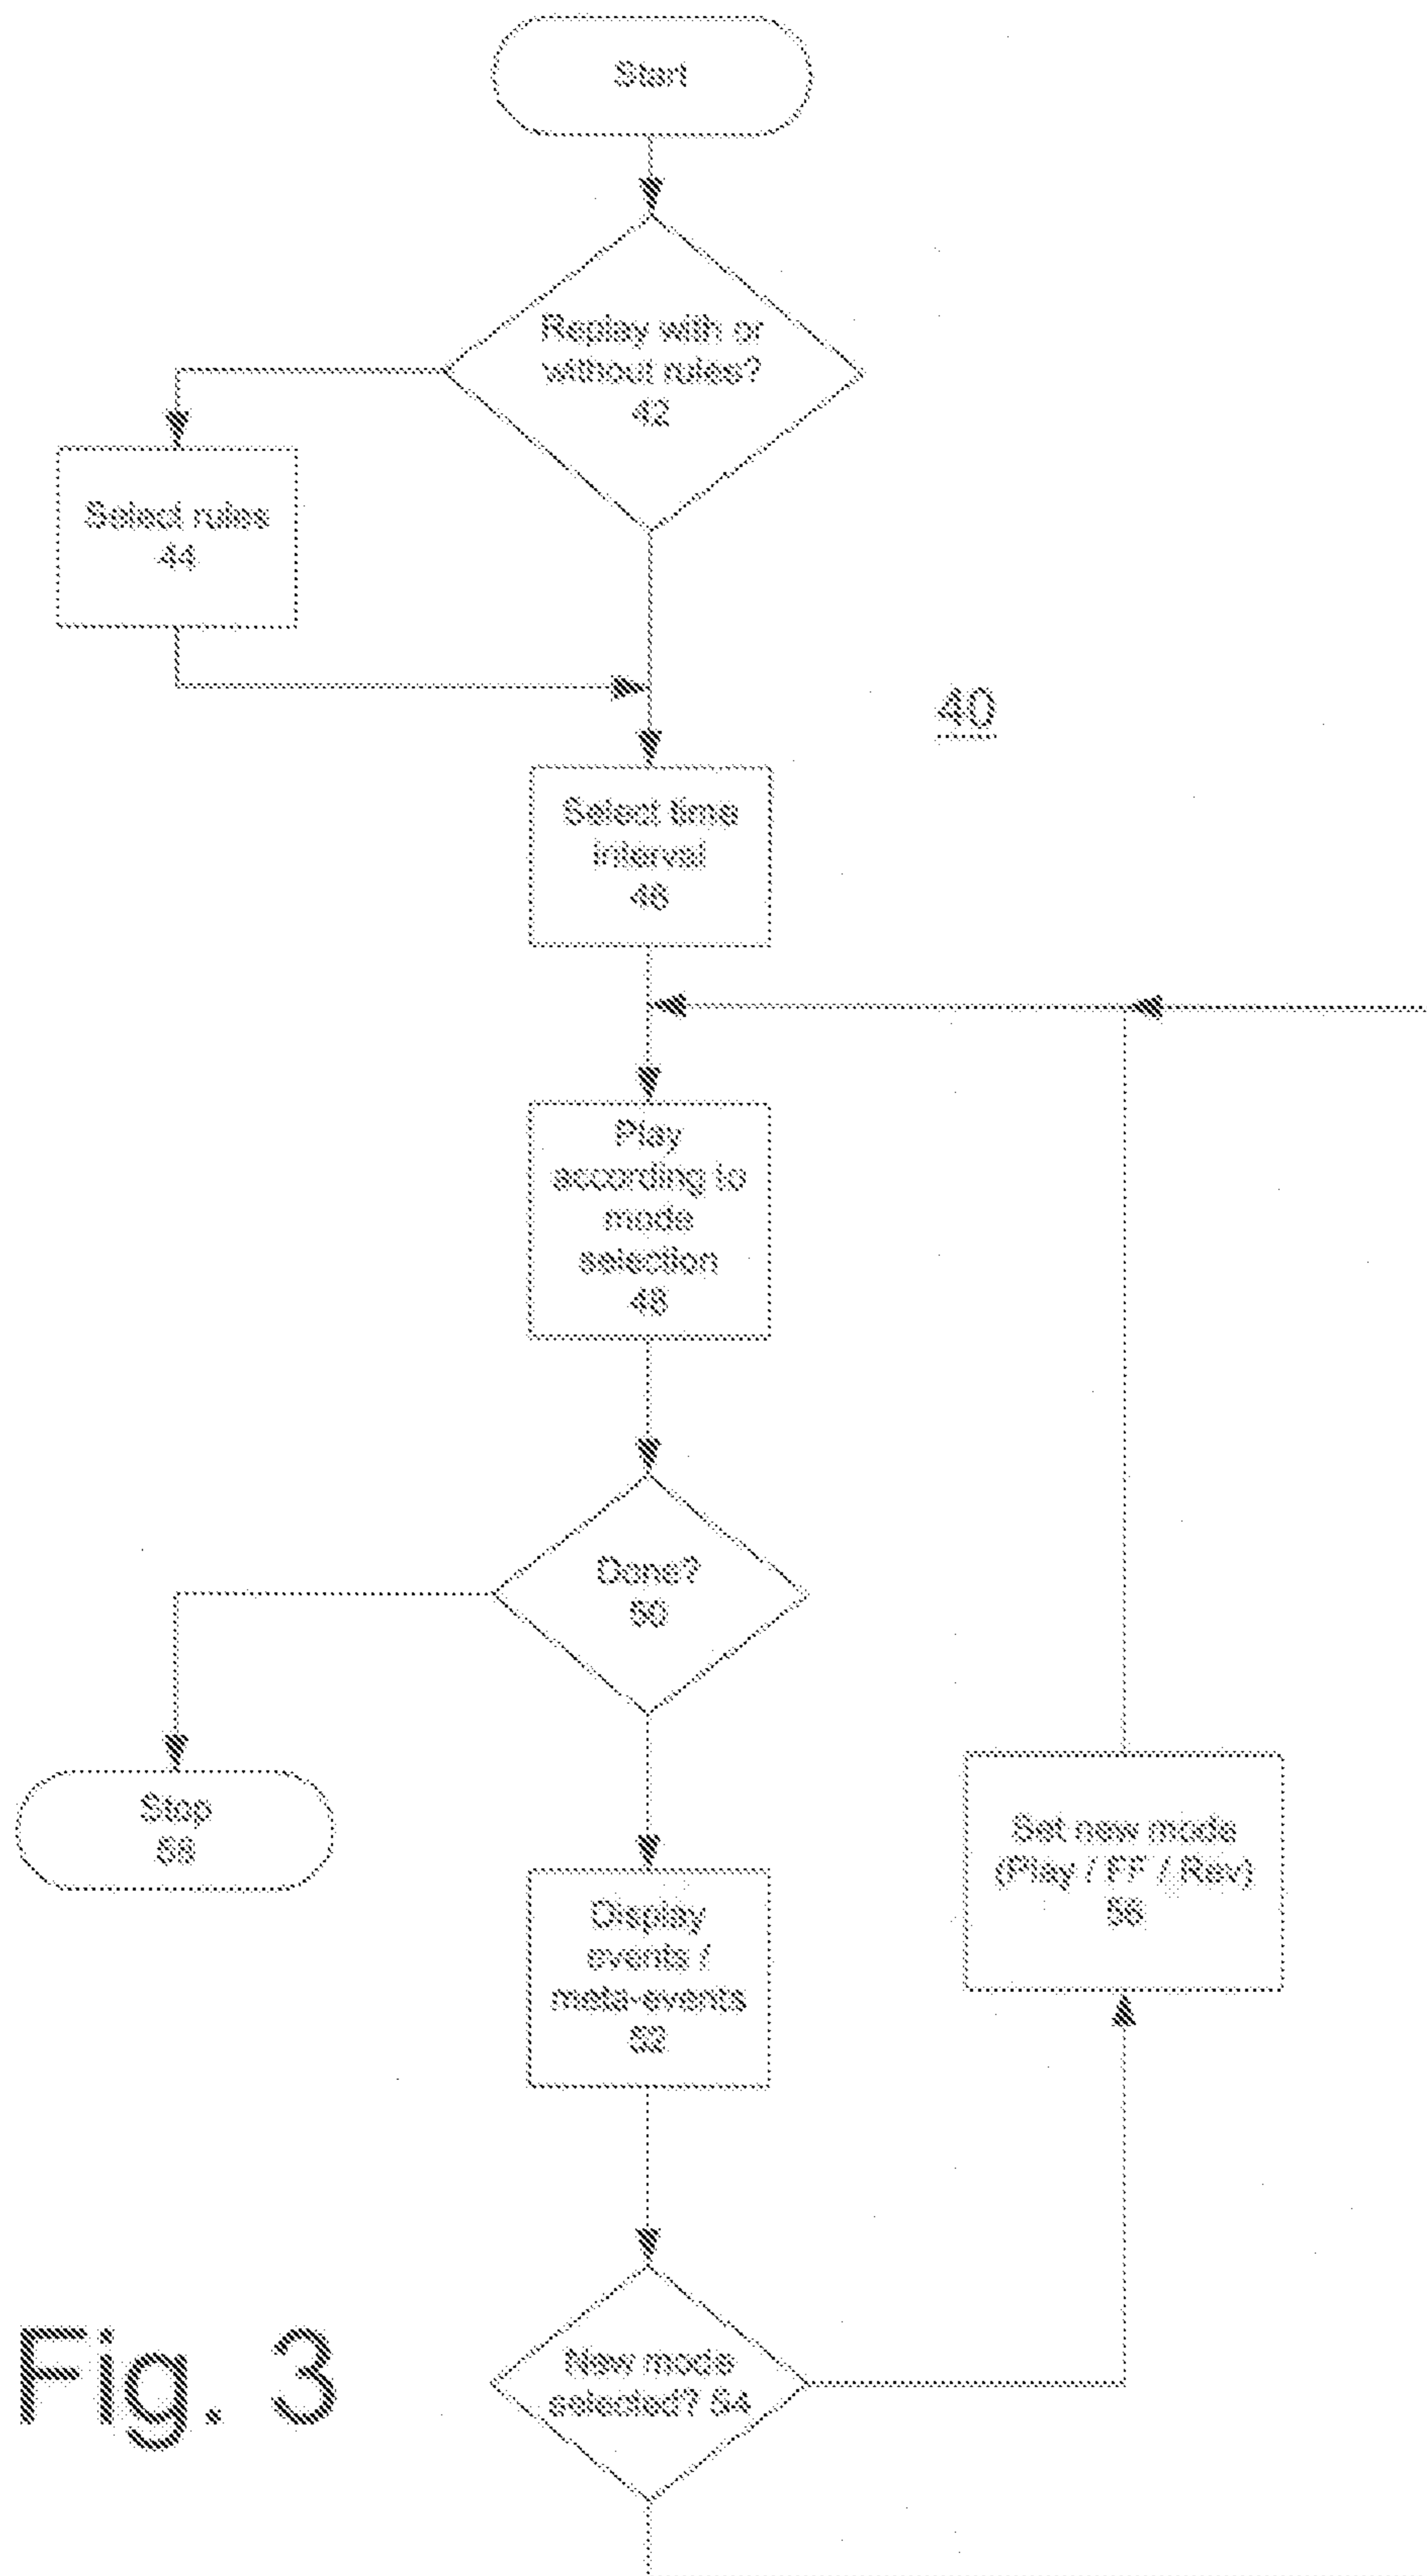 Start
Replay with or
without rules?
42
Select rules
44
40
Select time
interval
46
Play
according to
mode
selection
48
Done?
50
Stop
58
Display
events /
meta-events
52
Set new mode
(Play / FF / Rev)
56
New mode
selected? 54
Fig. 3